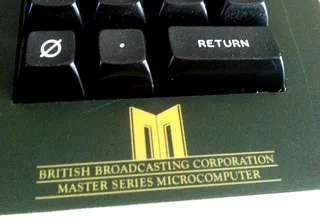 Ø . RETURN
BRITISH BROADCASTING CORPORATION
MASTER SERIES MICROCOMPUTER